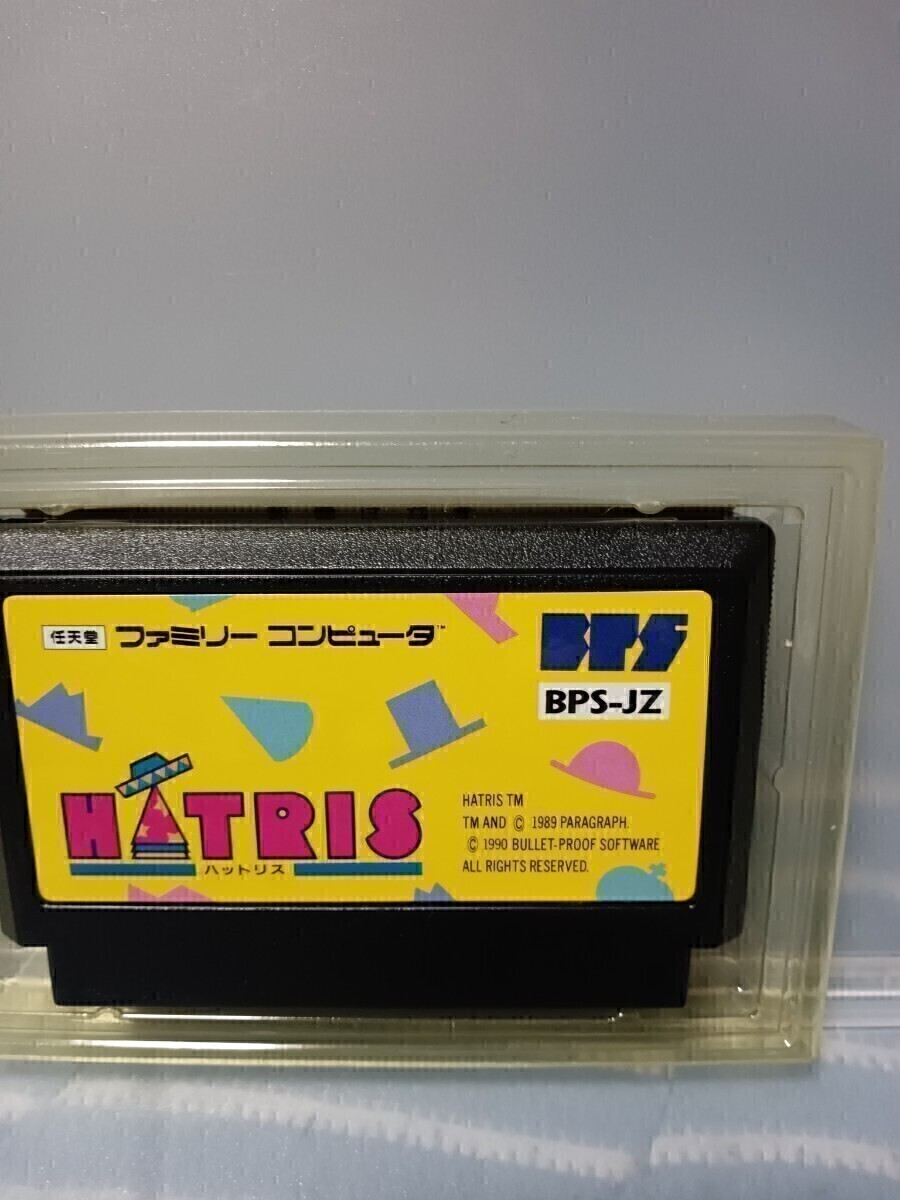 任天堂 ファミリー コンピュータ™
BPS
BPS-JZ
HATRIS
ハットリス
HATRIS TM
TM AND © 1989 PARAGRAPH.
© 1990 BULLET-PROOF SOFTWARE
ALL RIGHTS RESERVED.